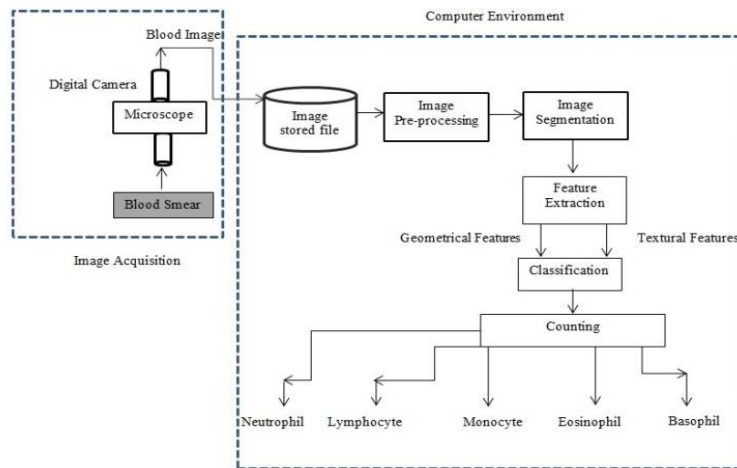 Computer Environment
Blood Image
Digital Camera
Microscope
Blood Smear
Image Acquisition
Image
stored file
Image
Pre-processing
Image
Segmentation
Feature
Extraction
Geometrical Features
Textural Features
Classification
Counting
Neutrophil
Lymphocyte
Monocyte
Eosinophil
Basophil